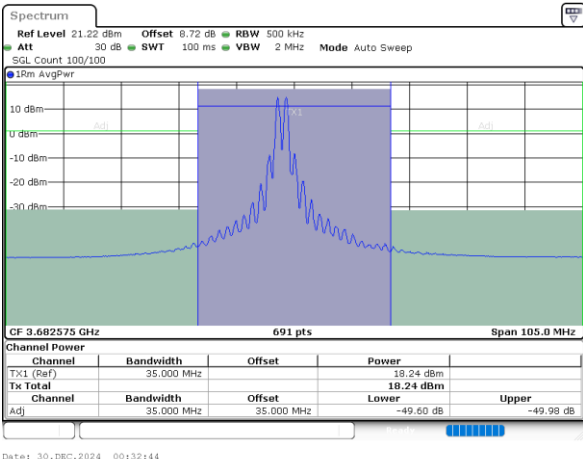 Spectrum
Ref Level 21.22 dBm Offset 8.72 dB RBW 500 kHz
Att 30 dB SWT 100 ms VBW 2 MHz Mode Auto Sweep
SGL Count 100/100
1Rm AvgPwr
10 dBm
TX1
Adj Adj
0 dBm
-10 dBm
-20 dBm
-30 dBm
CF 3.682575 GHz 691 pts Span 105.0 MHz
Channel Power
Channel Bandwidth Offset Power
TX1 (Ref) 35.000 MHz 18.24 dBm
Tx Total 18.24 dBm
Channel Bandwidth Offset Lower Upper
Adj 35.000 MHz 35.000 MHz -49.60 dB -49.98 dB
Ready
Date: 30.DEC.2024 00:32:44